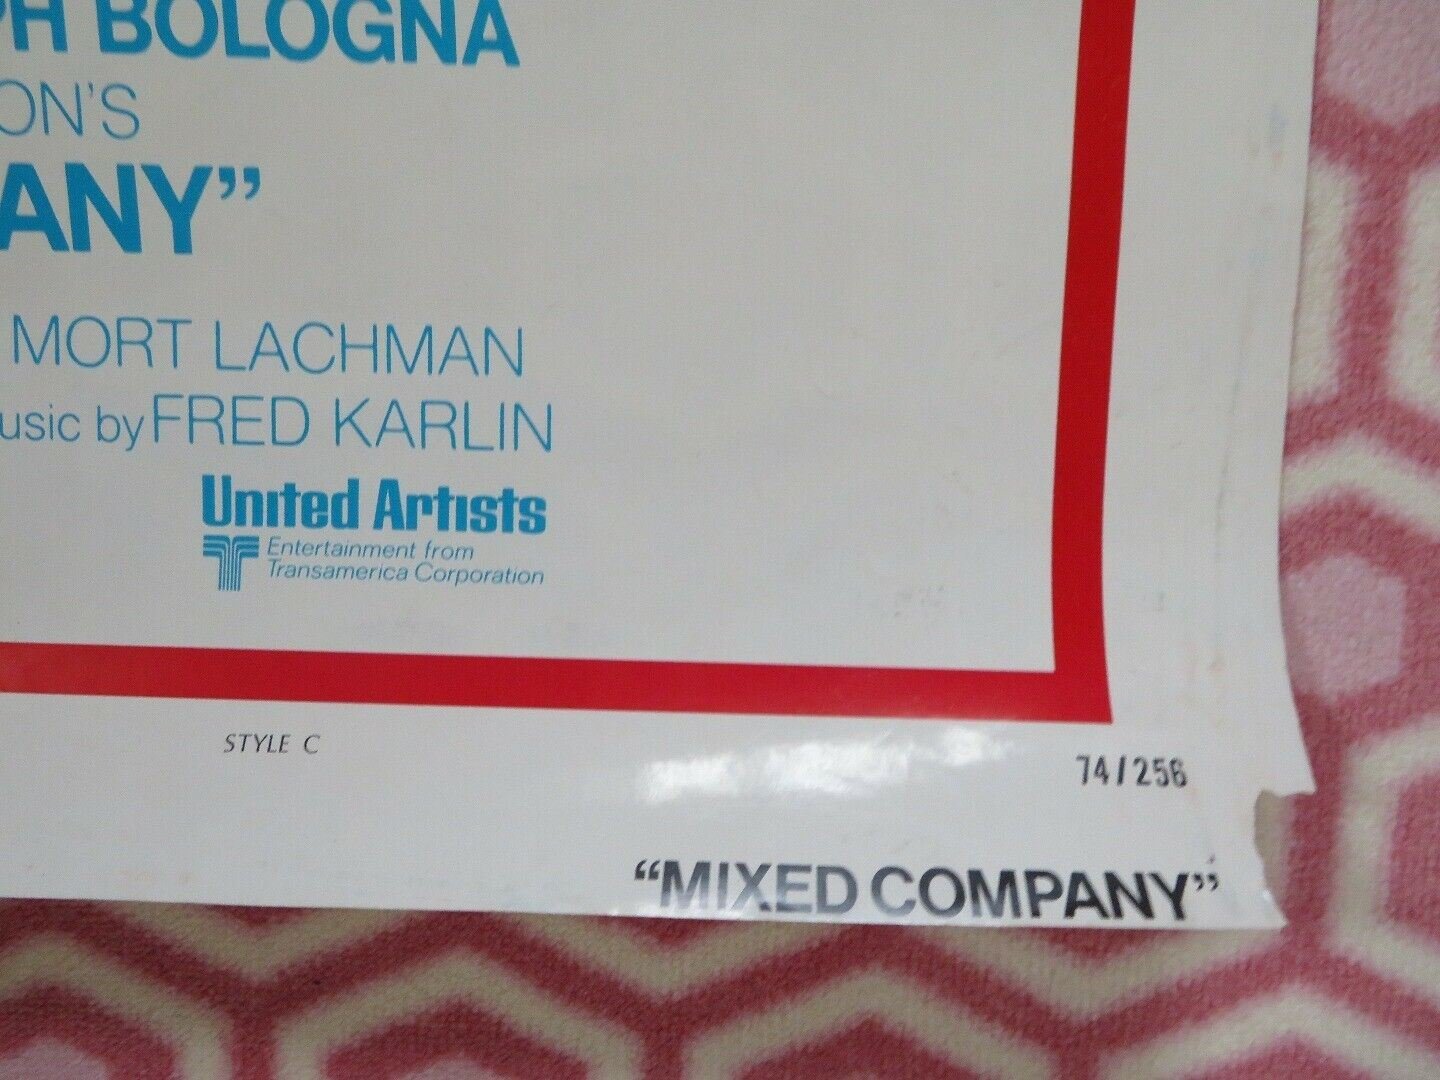 PH BOLOGNA
ON'S
ANY”
MORT LACHMAN
usic by FRED KARLIN
United Artists
Entertainment from
Transamerica Corporation
STYLE C
74/256
“MIXED COMPANY”